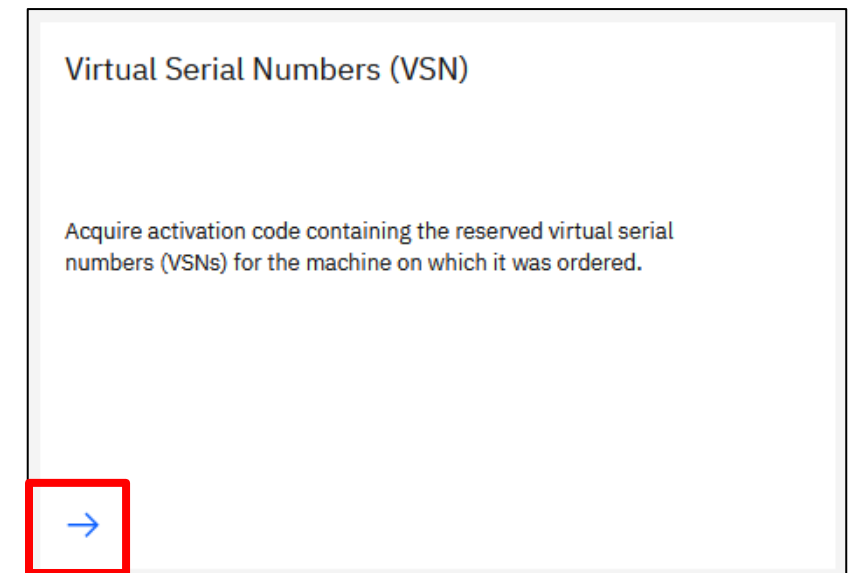 Virtual Serial Numbers (VSN)
Acquire activation code containing the reserved virtual serial
numbers (VSNs) for the machine on which it was ordered.